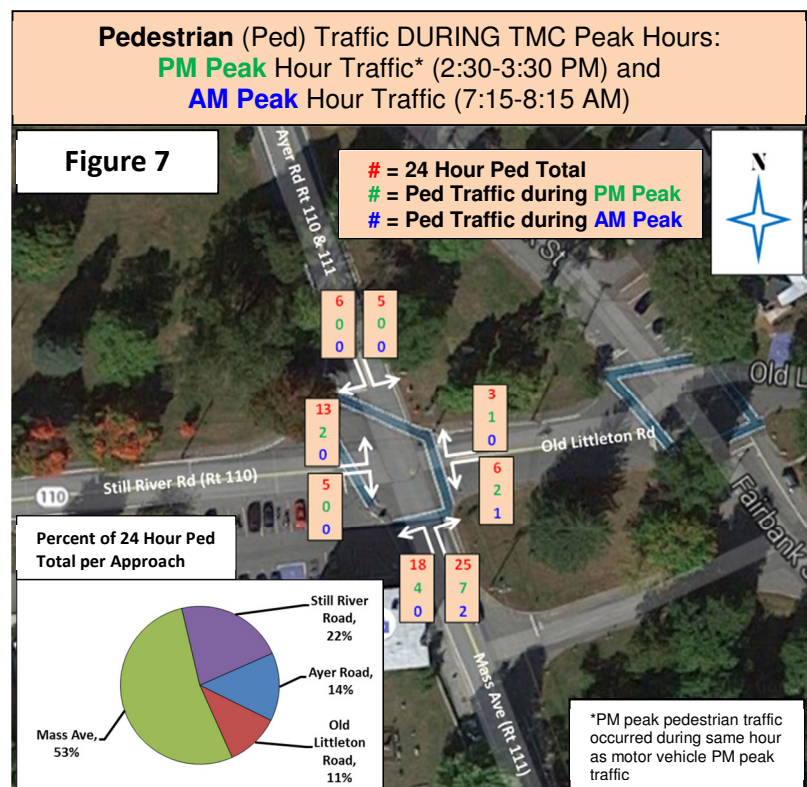 Pedestrian (Ped) Traffic DURING TMC Peak Hours:
PM Peak Hour Traffic* (2:30-3:30 PM) and
AM Peak Hour Traffic (7:15-8:15 AM)
Figure 7
# = 24 Hour Ped Total
# = Ped Traffic during PM Peak
# = Ped Traffic during AM Peak
N
Ayer Rd Rt 110 & 111
6
0
0
5
0
0
13
2
0
3
1
0
Old Littleton Rd
Old L
Still River Rd (Rt 110)
110
5
0
0
6
2
1
Fairbank
18
4
0
25
7
2
Mass Ave (Rt 111)
Percent of 24 Hour Ped
Total per Approach
Still River
Road,
22%
Ayer Road,
14%
Mass Ave,
53%
Old
Littleton
Road,
11%
*PM peak pedestrian traffic
occurred during same hour
as motor vehicle PM peak
traffic